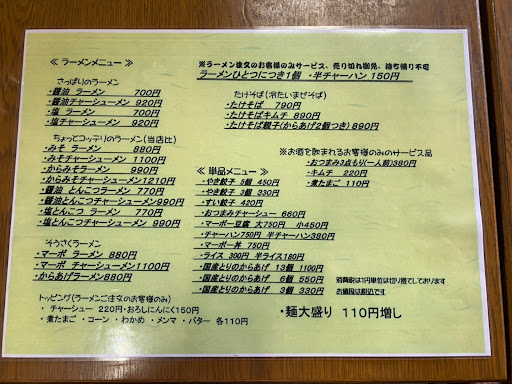 ≪ ラーメンメニュー ≫
さっぱりのラーメン
・醤油 ラーメン 700円
・醤油チャーシューメン 920円
・塩 ラーメン 700円
・塩チャーシューメン 920円
ちょっとコッテリのラーメン(当店比)
・みそ ラーメン 880円
・みそチャーシューメン 1100円
・からみそラーメン 990円
・からみそチャーシューメン1210円
・醤油 とんこつラーメン 770円
・醤油とんこつチャーシューメン990円
・塩とんこつ ラーメン 770円
・塩とんこつチャーシューメン 990円
そうさくラーメン
・マーボ ラーメン 880円
・マーボ チャーシューメン1100円
・からあげラーメン880円
トッピング(ラーメンご注文のお客様のみ)
・ チャーシュー 220円・おろしにんにく150円
・煮たまご ・コーン ・わかめ ・メンマ ・バター 各110円
※ラーメン注文のお客様のみサービス、売り切れ御免、持ち帰り不可
ラーメンひとつにつき1個 ・半チャーハン 150円
たけそば(冷たいまぜそば)
・たけそば 790円
・たけそばキムチ 890円
・たけそば親子(からあげ2個つき) 890円
※お酒を飲まれるお客様のみのサービス品
・おつまみ3点もり(一人前)380円
・キムチ 220円
・煮たまご 110円
≪ 単品メニュー ≫
・やき餃子 5個 450円
・やき餃子 3個 330円
・すい餃子 420円
・おつまみチャーシュー 660円
・マーボー豆腐 大750円 小450円
・チャーハン750円 半チャーハン380円
・マーボー丼 750円
・ライス 300円 半ライス180円
・国産とりのからあげ 13個 1100円
・国産とりのからあげ 6個 550円
・国産とりのからあげ 3個 330円
消費税は1円単位は切り捨てしております
お値段は税込です
・麺大盛り 110円増し